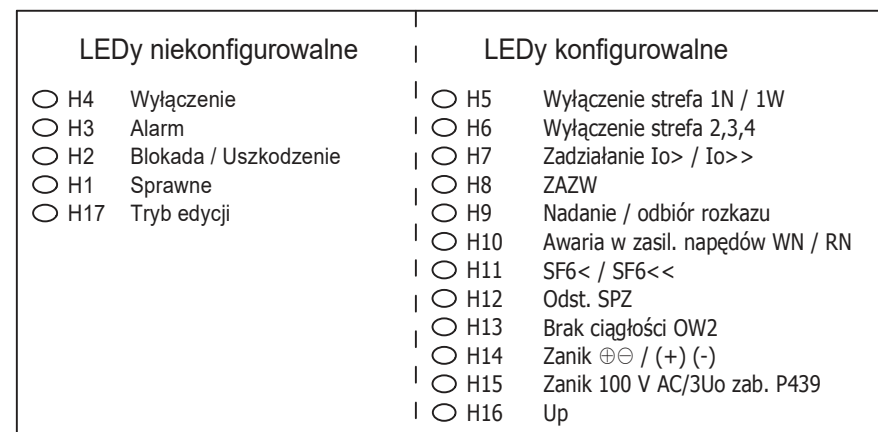 LEDy niekonfigurowalne
H4 Wyłączenie
H3 Alarm
H2 Blokada / Uszkodzenie
H1 Sprawne
H17 Tryb edycji
LEDy konfigurowalne
H5 Wyłączenie strefa 1N / 1W
H6 Wyłączenie strefa 2,3,4
H7 Zadziałanie Io> / Io>>
H8 ZAZW
H9 Nadanie / odbiór rozkazu
H10 Awaria w zasil. napędów WN / RN
H11 SF6< / SF6<<
H12 Odst. SPZ
H13 Brak ciągłości OW2
H14 Zanik ⊕⊖ / (+) (-)
H15 Zanik 100 V AC/3Uo zab. P439
H16 Up